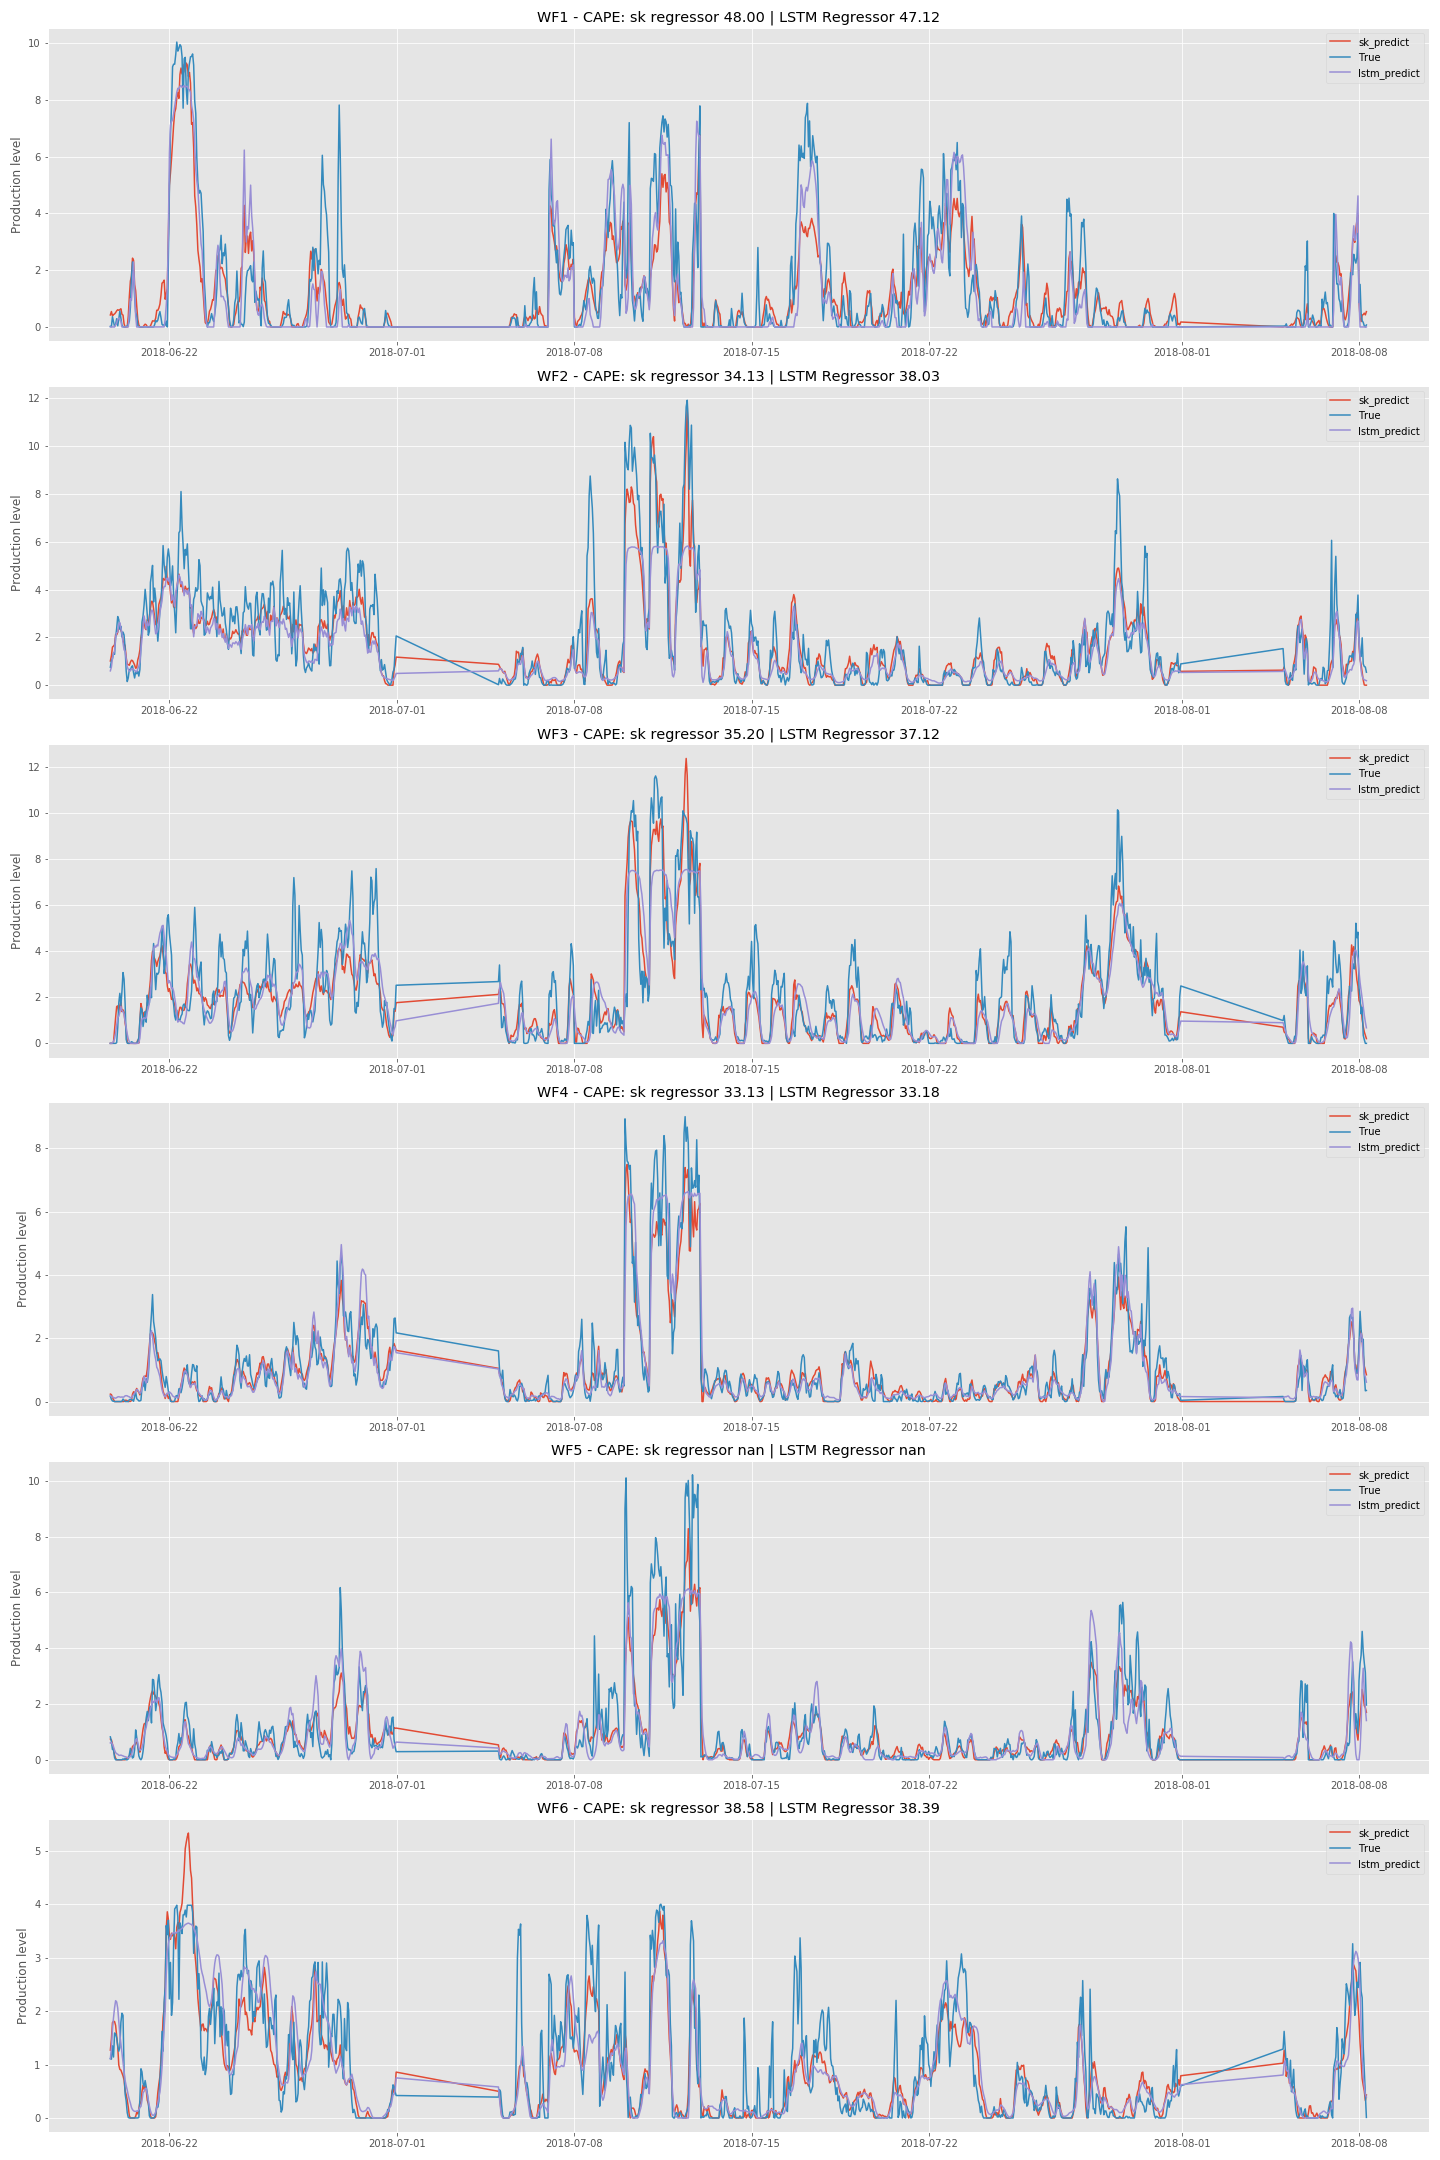 WF1 - CAPE: sk regressor 48.00 | LSTM Regressor 47.12
sk_predict
True
lstm_predict
Production level
10
8
6
4
2
0
2018-06-22
2018-07-01
2018-07-08
2018-07-15
2018-07-22
2018-08-01
2018-08-08
WF2 - CAPE: sk regressor 34.13 | LSTM Regressor 38.03
sk_predict
True
lstm_predict
Production level
12
10
8
6
4
2
0
2018-06-22
2018-07-01
2018-07-08
2018-07-15
2018-07-22
2018-08-01
2018-08-08
WF3 - CAPE: sk regressor 35.20 | LSTM Regressor 37.12
sk_predict
True
lstm_predict
Production level
12
10
8
6
4
2
0
2018-06-22
2018-07-01
2018-07-08
2018-07-15
2018-07-22
2018-08-01
2018-08-08
WF4 - CAPE: sk regressor 33.13 | LSTM Regressor 33.18
sk_predict
True
lstm_predict
Production level
8
6
4
2
0
2018-06-22
2018-07-01
2018-07-08
2018-07-15
2018-07-22
2018-08-01
2018-08-08
WF5 - CAPE: sk regressor nan | LSTM Regressor nan
sk_predict
True
lstm_predict
Production level
10
8
6
4
2
0
2018-06-22
2018-07-01
2018-07-08
2018-07-15
2018-07-22
2018-08-01
2018-08-08
WF6 - CAPE: sk regressor 38.58 | LSTM Regressor 38.39
sk_predict
True
lstm_predict
Production level
5
4
3
2
1
0
2018-06-22
2018-07-01
2018-07-08
2018-07-15
2018-07-22
2018-08-01
2018-08-08